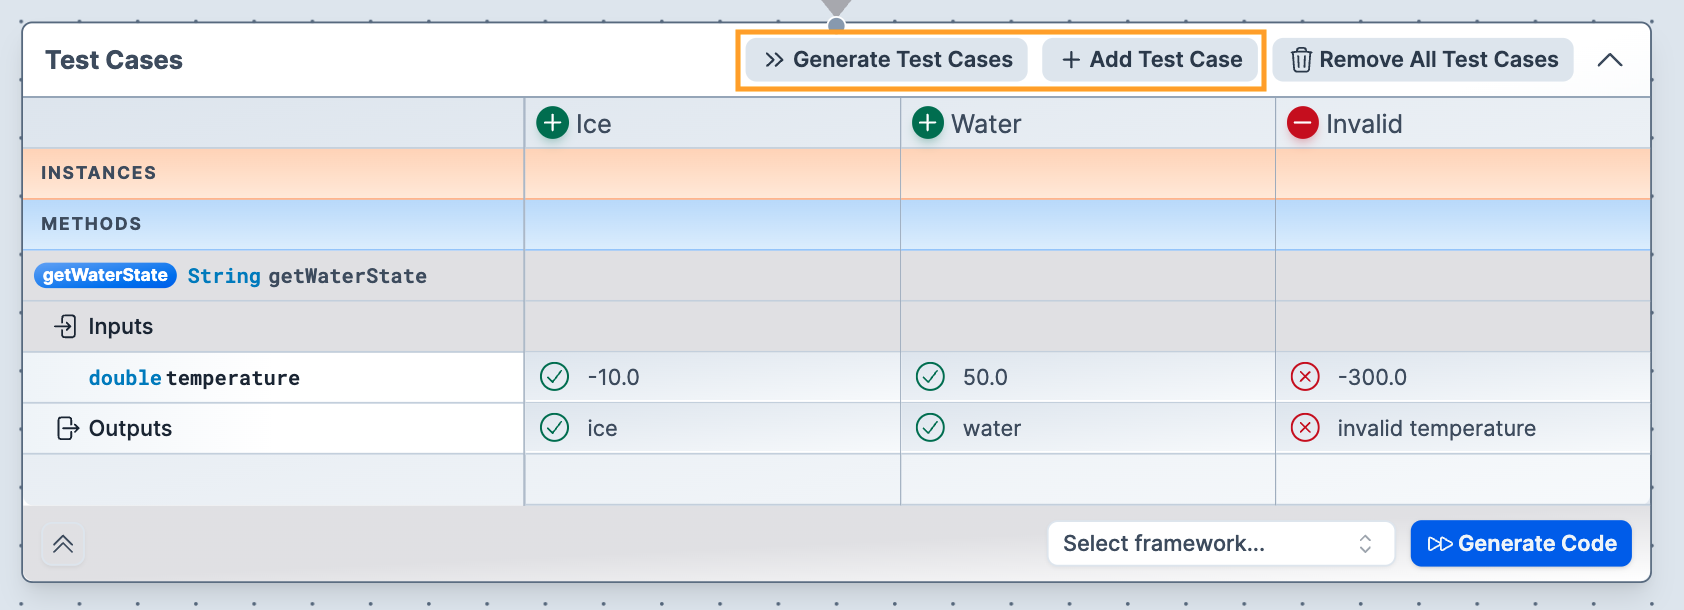 Test Cases Generate Test Cases Add Test Case Remove All Test Cases
Ice Water Invalid
INSTANCES
METHODS
getWaterState String getWaterState
Inputs
double temperature -10.0 50.0 -300.0
Outputs ice water invalid temperature
Select framework... Generate Code